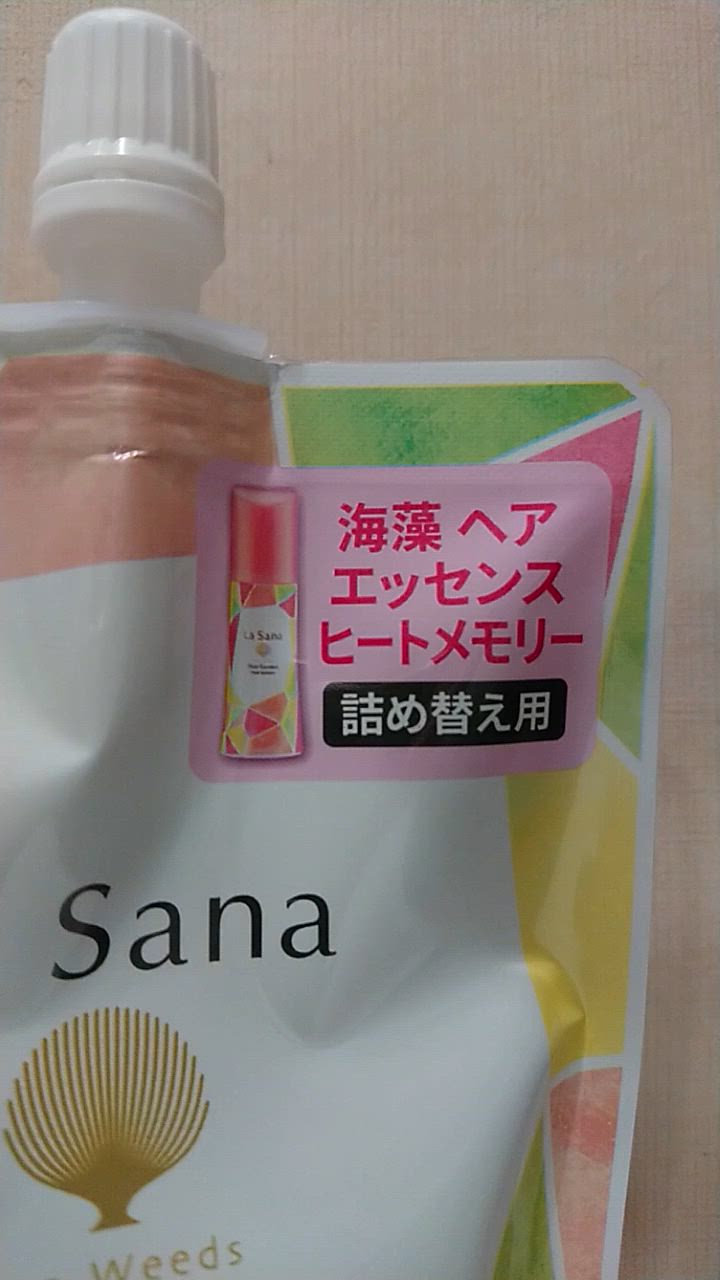 海藻 ヘア
エッセンス
ヒートメモリー
詰め替え用
La Sana
Sana
Weeds